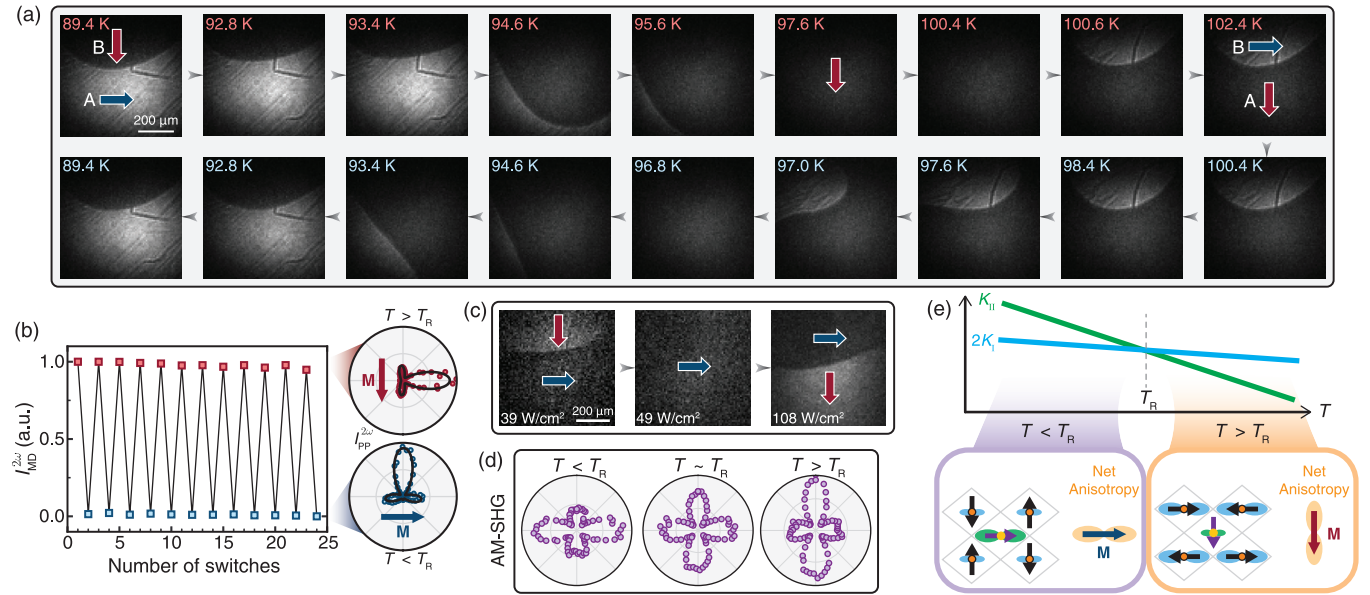 (a)
89.4 K 92.8 K 93.4 K 94.6 K 95.6 K 97.6 K 100.4 K 100.6 K 102.4 K
B
B
A
A
200 µm
89.4 K 92.8 K 93.4 K 94.6 K 96.8 K 97.0 K 97.6 K 98.4 K 100.4 K
(b)
I_MD^2ω (a.u.)
1.0
0.5
0.0
0 5 10 15 20 25
Number of switches
T > T_R
M
I_PP^2ω
M
T < T_R
(c)
39 W/cm² 200 µm 49 W/cm² 108 W/cm²
(d)
AM-SHG
T < T_R T ~ T_R T > T_R
(e)
K_II
2K_I
T_R
T
T < T_R T > T_R
Net
Anisotropy
M
Net
Anisotropy
M